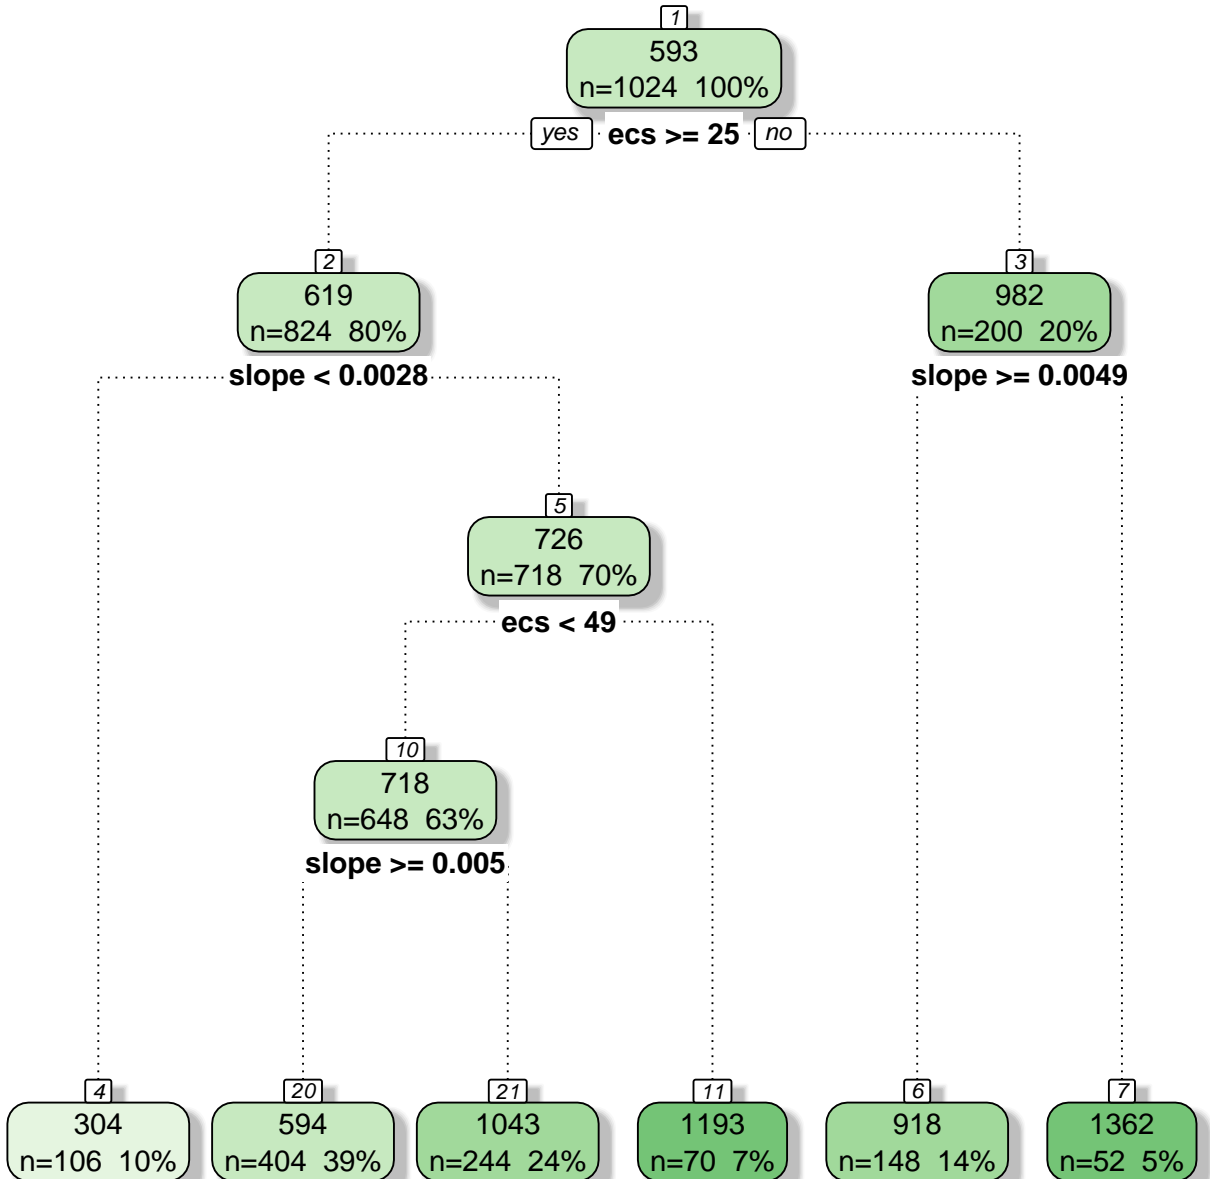 1
593
n=1024 100%
yes ecs >= 25 no
2
619
n=824 80%
slope < 0.0028
3
982
n=200 20%
slope >= 0.0049
5
726
n=718 70%
ecs < 49
10
718
n=648 63%
slope >= 0.005
4
304
n=106 10%
20
594
n=404 39%
21
1043
n=244 24%
11
1193
n=70 7%
6
918
n=148 14%
7
1362
n=52 5%